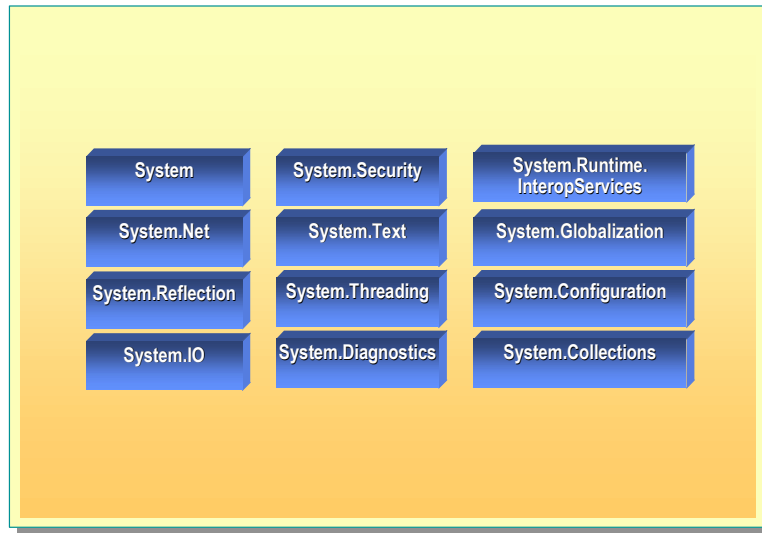 System
System.Security
System.Runtime.
InteropServices
System.Net
System.Text
System.Globalization
System.Reflection
System.Threading
System.Configuration
System.IO
System.Diagnostics
System.Collections